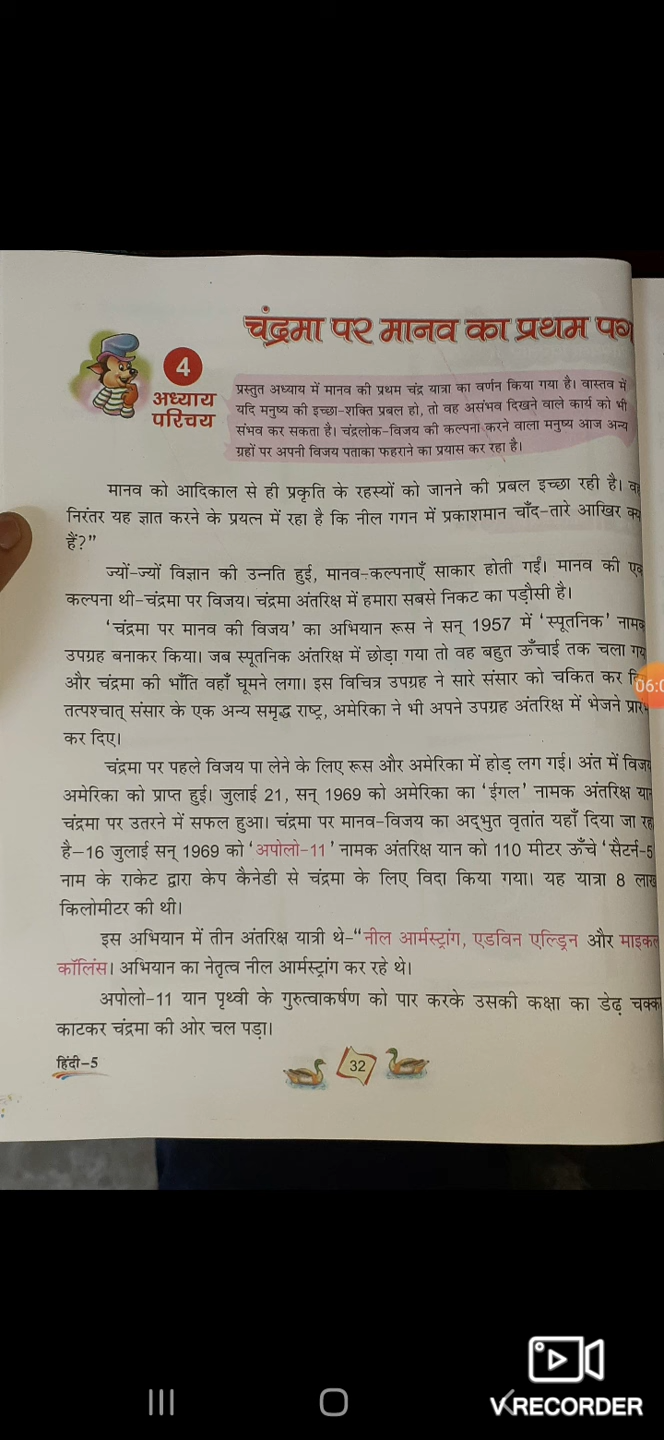 चंद्रमा पर मानव का प्रथम पग
4
अध्याय
परिचय
प्रस्तुत अध्याय में मानव की प्रथम चंद्र यात्रा का वर्णन किया गया है। वास्तव में
यदि मनुष्य की इच्छा-शक्ति प्रबल हो, तो वह असंभव दिखने वाले कार्य को भी
संभव कर सकता है। चंद्रलोक-विजय की कल्पना करने वाला मनुष्य आज अन्य
ग्रहों पर अपनी विजय पताका फहराने का प्रयास कर रहा है।
मानव को आदिकाल से ही प्रकृति के रहस्यों को जानने की प्रबल इच्छा रही है।
निरंतर यह ज्ञात करने के प्रयत्न में रहा है कि नील गगन में प्रकाशमान चाँद-तारे आखिर
हैं?”
ज्यों-ज्यों विज्ञान की उन्नति हुई, मानव-कल्पनाएँ साकार होती गईं। मानव की एक
कल्पना थी-चंद्रमा पर विजय। चंद्रमा अंतरिक्ष में हमारा सबसे निकट का पड़ौसी है।
‘चंद्रमा पर मानव की विजय’ का अभियान रूस ने सन् 1957 में ‘स्पूतनिक’ नामक
उपग्रह बनाकर किया। जब स्पूतनिक अंतरिक्ष में छोड़ा गया तो वह बहुत ऊँचाई तक चला
और चंद्रमा की भाँति वहाँ घूमने लगा। इस विचित्र उपग्रह ने सारे संसार को चकित कर
06:0
तत्पश्चात् संसार के एक अन्य समृद्ध राष्ट्र, अमेरिका ने भी अपने उपग्रह अंतरिक्ष में भेजने
कर दिए।
चंद्रमा पर पहले विजय पा लेने के लिए रूस और अमेरिका में होड़ लग गई। अंत में विजय
अमेरिका को प्राप्त हुई। जुलाई 21, सन् 1969 को अमेरिका का ‘ईगल’ नामक अंतरिक्ष यान
चंद्रमा पर उतरने में सफल हुआ। चंद्रमा पर मानव-विजय का अद्भुत वृतांत यहाँ दिया जा
है–16 जुलाई सन् 1969 को ‘अपोलो-11’ नामक अंतरिक्ष यान को 110 मीटर ऊँचे ‘सैटर्न-5
नाम के राकेट द्वारा केप कैनेडी से चंद्रमा के लिए विदा किया गया। यह यात्रा 8 लाख
किलोमीटर की थी।
इस अभियान में तीन अंतरिक्ष यात्री थे-“नील आर्मस्ट्रांग, एडविन एल्ड्रिन और माइकल
कॉलिंस। अभियान का नेतृत्व नील आर्मस्ट्रांग कर रहे थे।
अपोलो-11 यान पृथ्वी के गुरुत्वाकर्षण को पार करके उसकी कक्षा का डेढ़ चक्कर
काटकर चंद्रमा की ओर चल पड़ा।
हिंदी-5
32
VRECORDER